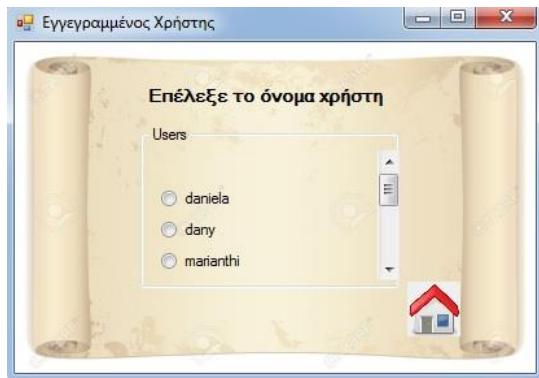 Εγγεγραμμένος Χρήστης
Επέλεξε το όνομα χρήστη
Users
daniela
dany
marianthi